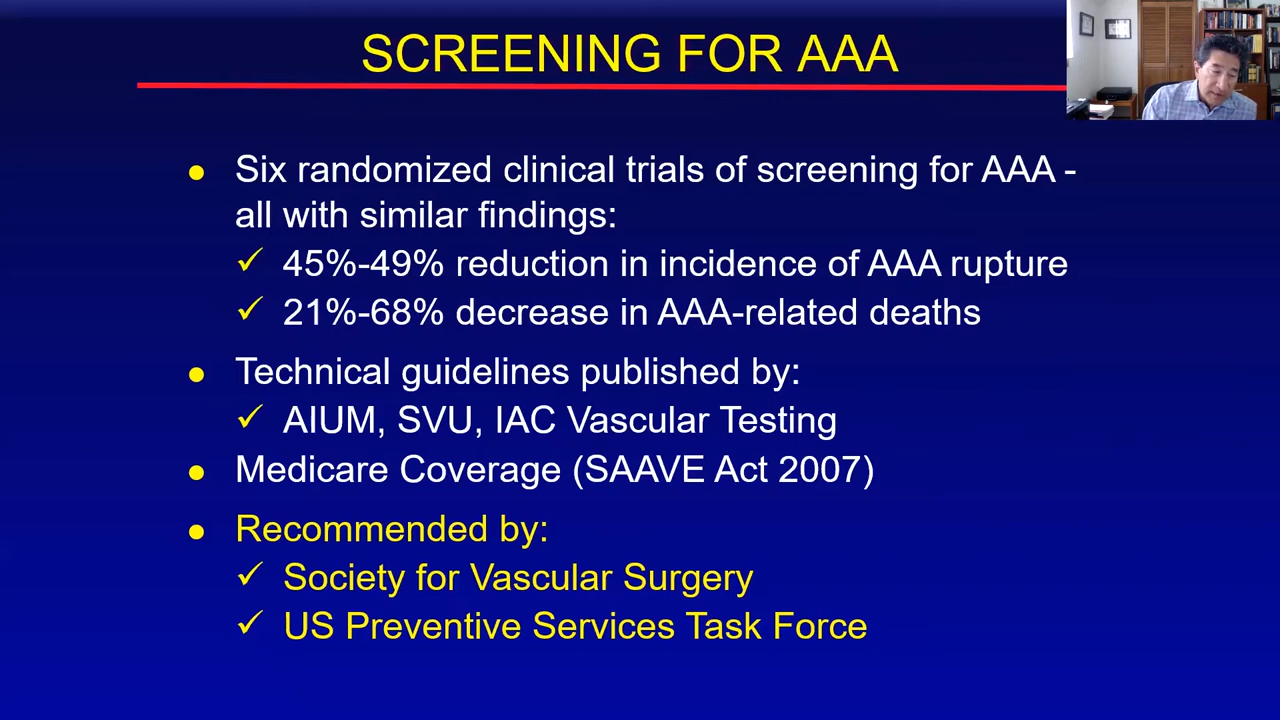 SCREENING FOR AAA
Six randomized clinical trials of screening for AAA -
all with similar findings:
45%-49% reduction in incidence of AAA rupture
21%-68% decrease in AAA-related deaths
Technical guidelines published by:
AIUM, SVU, IAC Vascular Testing
Medicare Coverage (SAAVE Act 2007)
Recommended by:
Society for Vascular Surgery
US Preventive Services Task Force